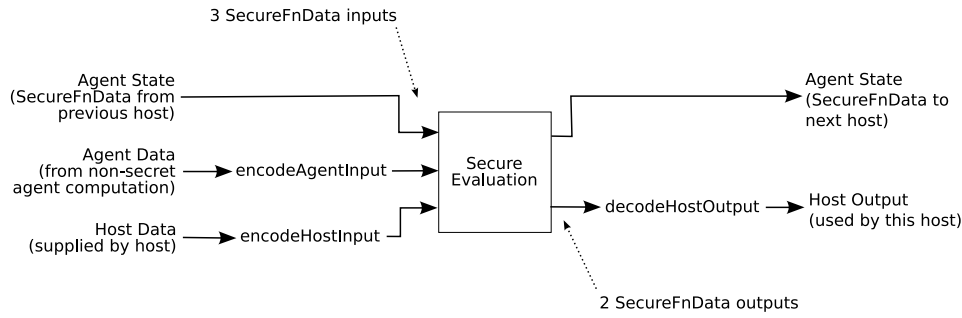 3 SecureFnData inputs
Agent State
(SecureFnData from
previous host)
Agent State
(SecureFnData to
next host)
Agent Data
(from non-secret
agent computation)
encodeAgentInput
Secure
Evaluation
Host Data
(supplied by host)
encodeHostInput
decodeHostOutput
Host Output
(used by this host)
2 SecureFnData outputs